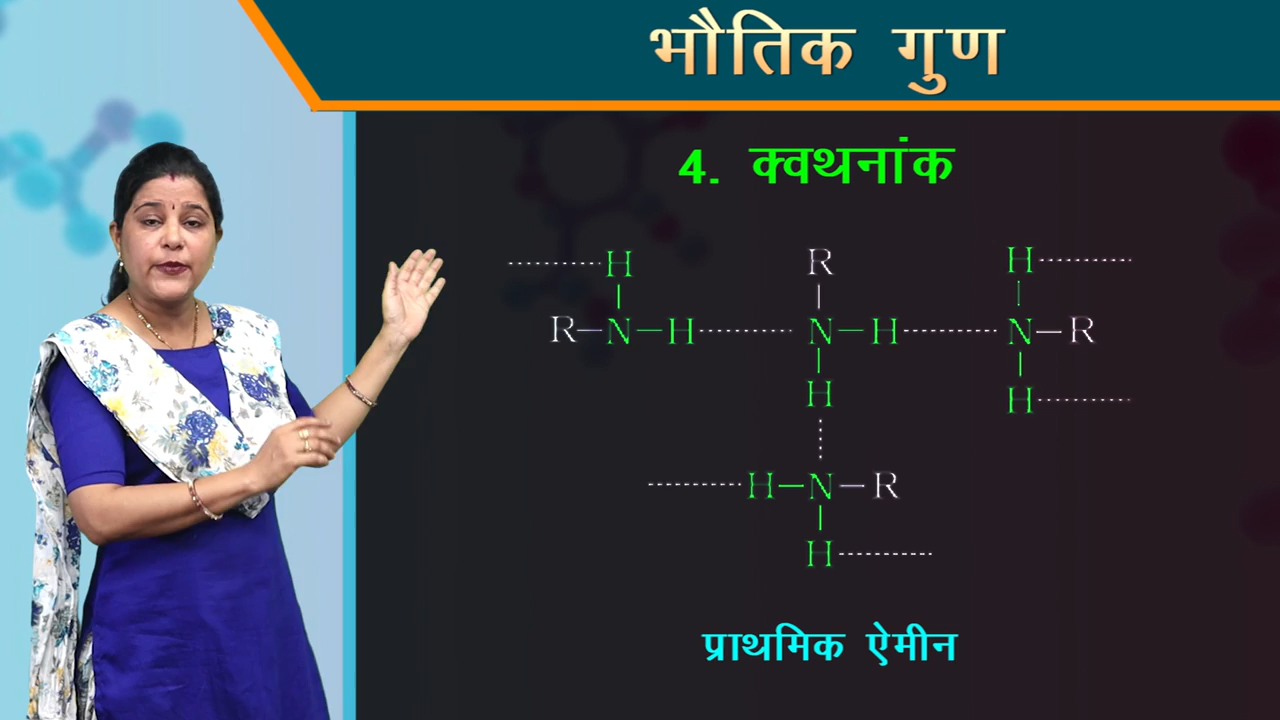 भौतिक गुण
4. क्वथनांक
H R H
R–N–H N–H N–R
H H
H–N–R
H
प्राथमिक ऐमीन